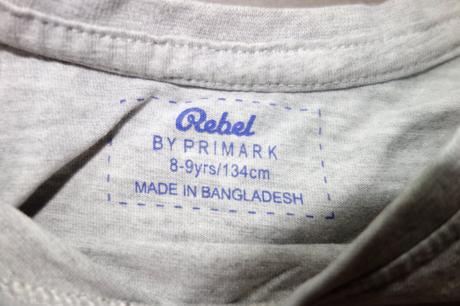 Rebel
BY PRIMARK
8-9yrs/134cm
MADE IN BANGLADESH